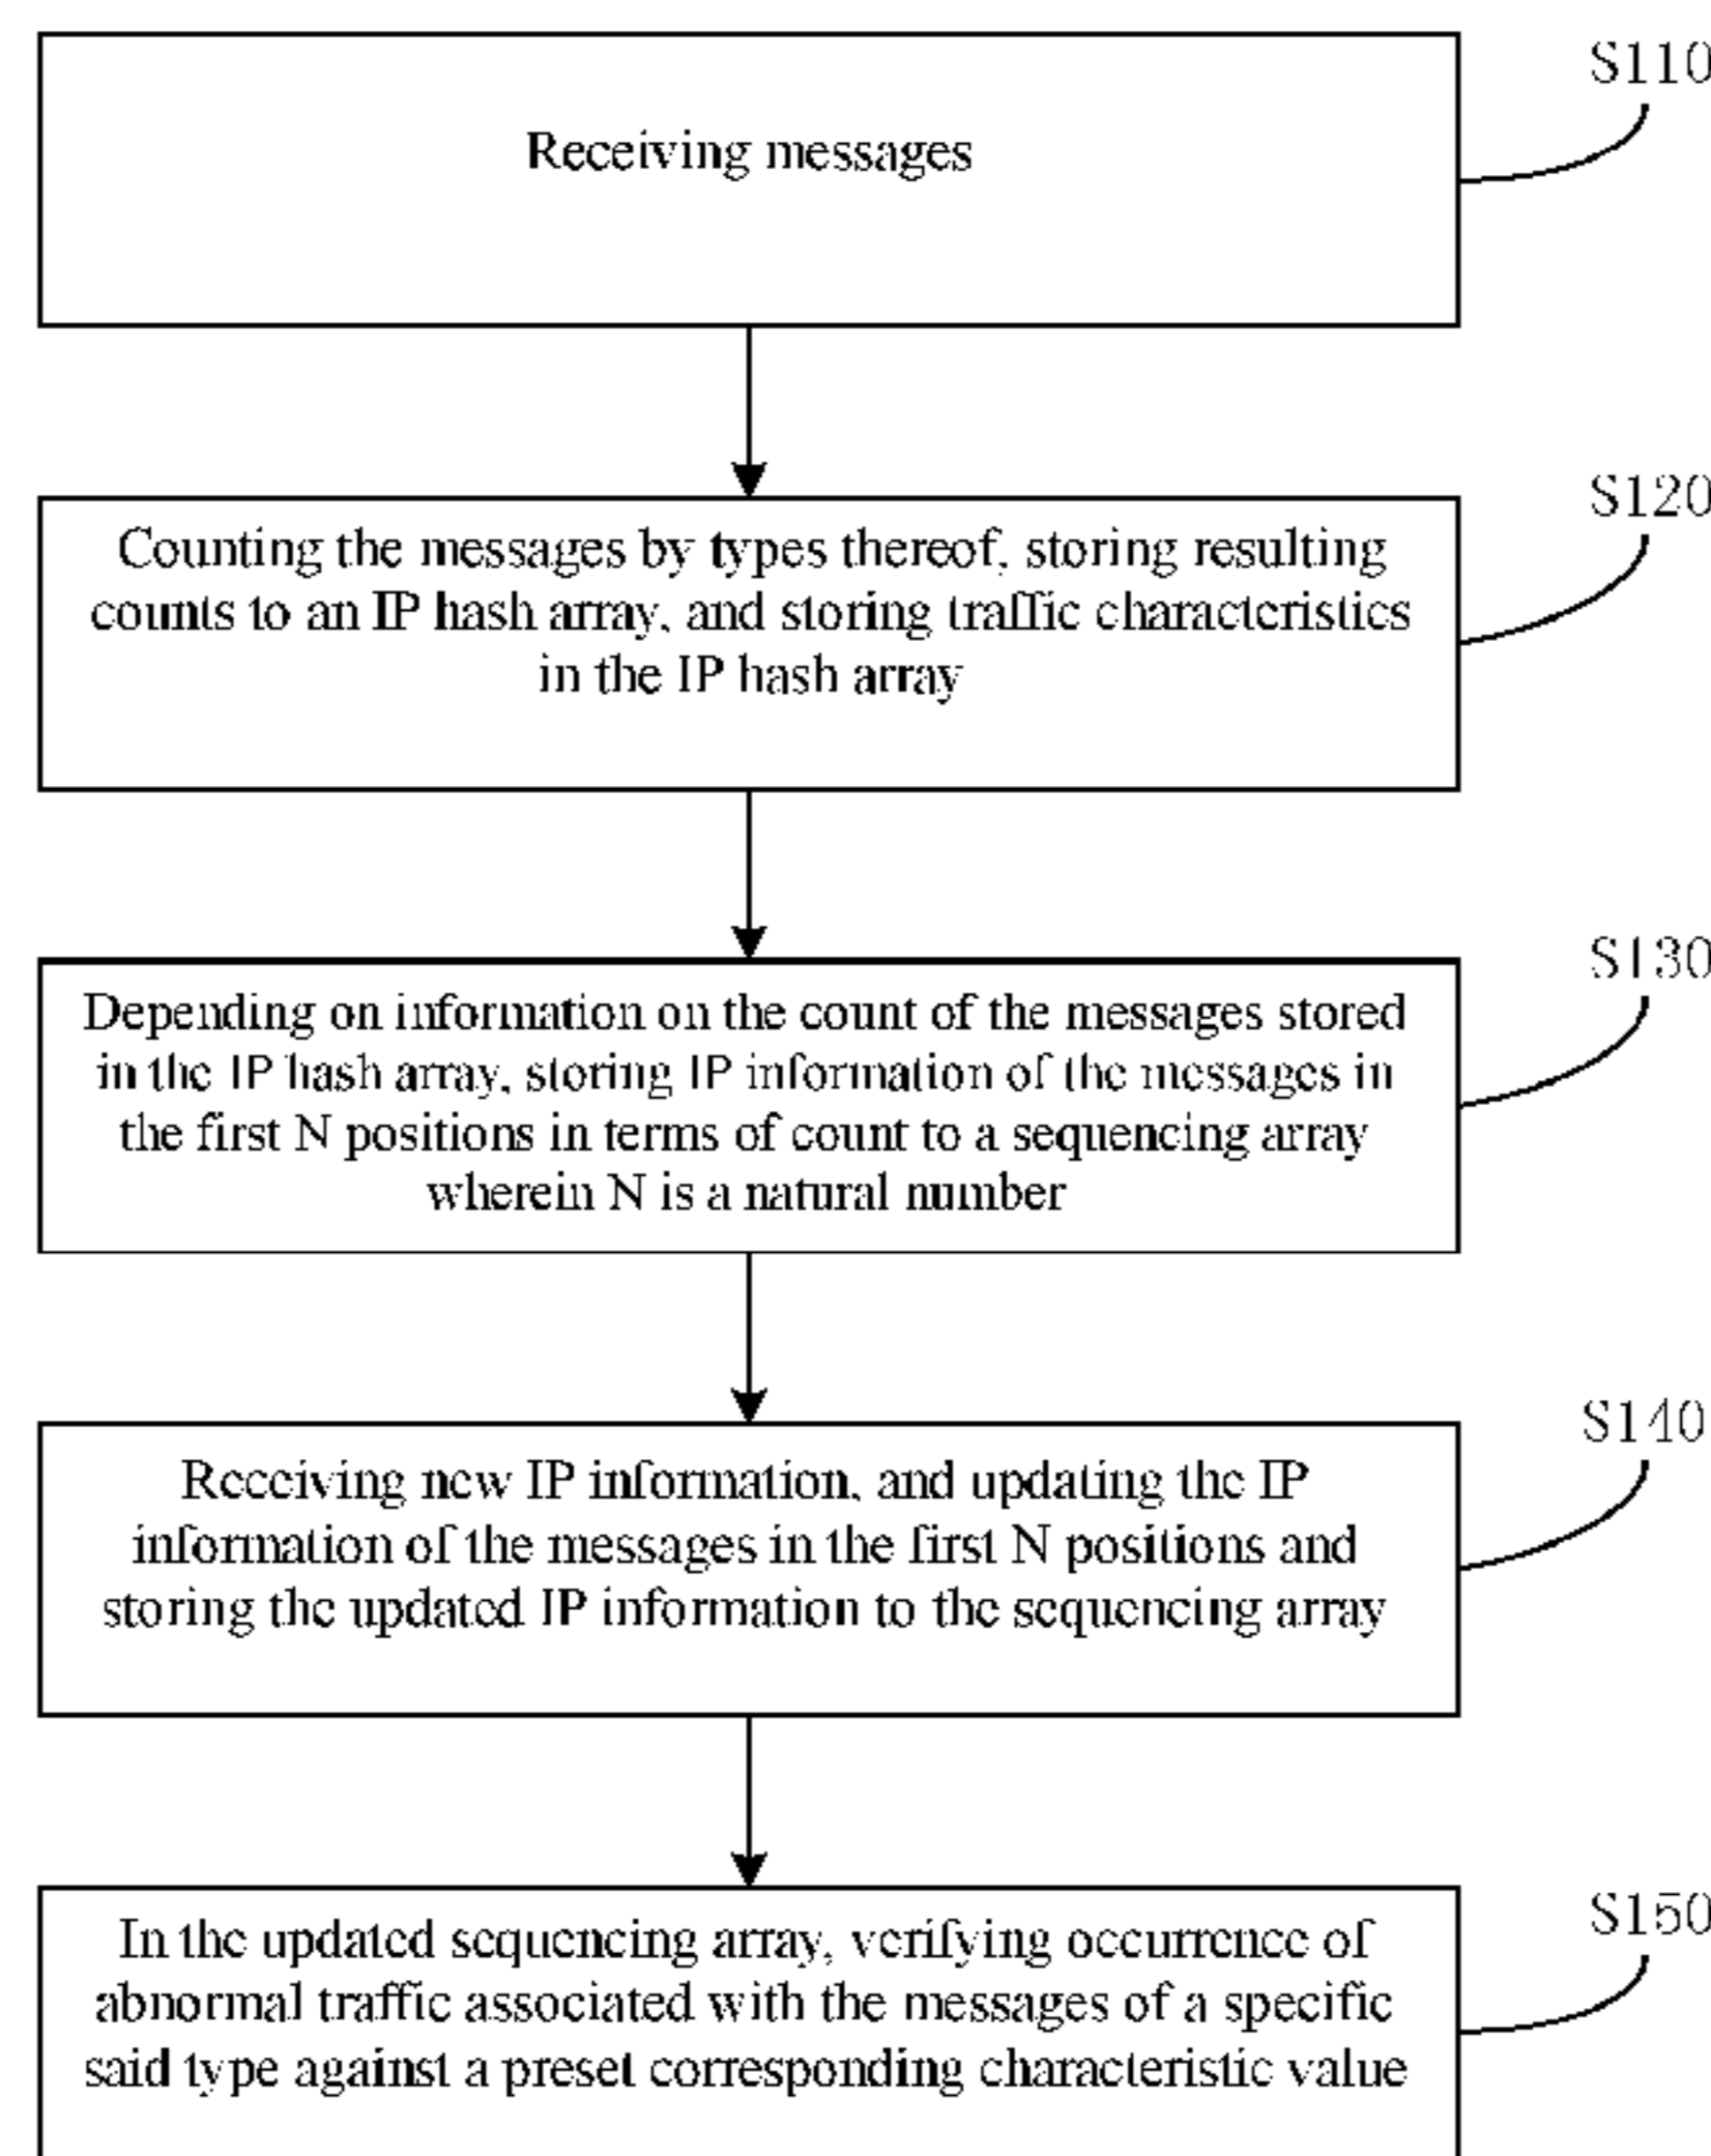 S110
Receiving messages
S120
Counting the messages by types thereof, storing resulting
counts to an IP hash array, and storing traffic characteristics
in the IP hash array
S130
Depending on information on the count of the messages stored
in the IP hash array, storing IP information of the messages in
the first N positions in terms of count to a sequencing array
wherein N is a natural number
S140
Receiving new IP information, and updating the IP
information of the messages in the first N positions and
storing the updated IP information to the sequencing array
S150
In the updated sequencing array, verifying occurrence of
abnormal traffic associated with the messages of a specific
said type against a preset corresponding characteristic value